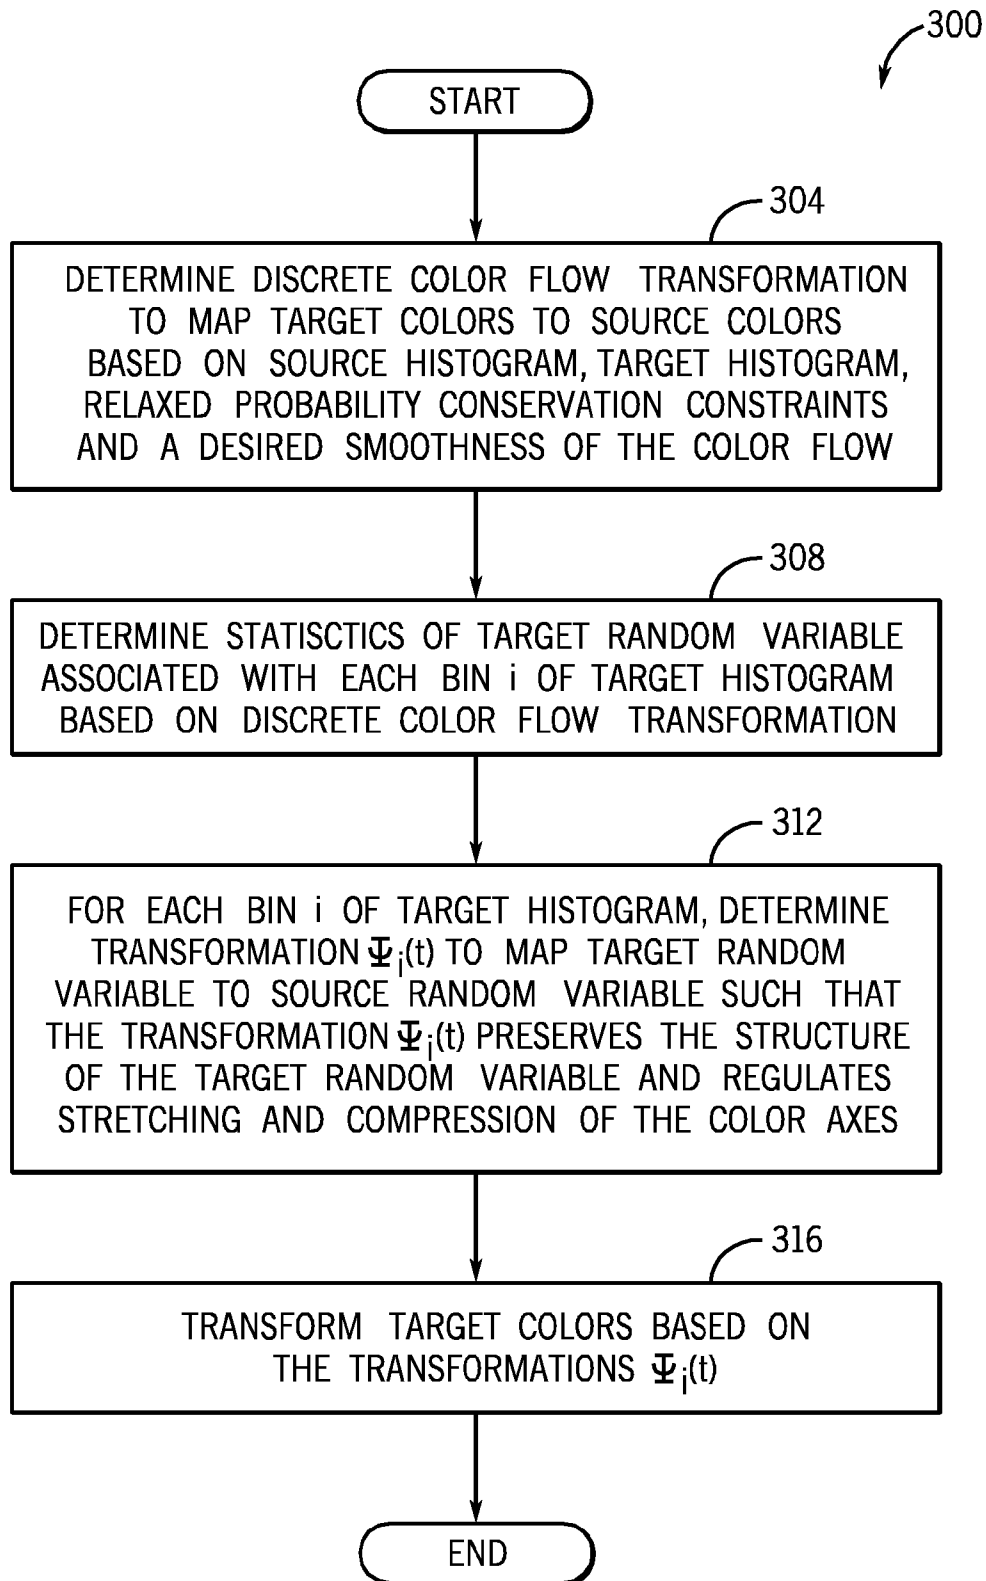 300
START
304
DETERMINE DISCRETE COLOR FLOW TRANSFORMATION
TO MAP TARGET COLORS TO SOURCE COLORS
BASED ON SOURCE HISTOGRAM, TARGET HISTOGRAM,
RELAXED PROBABILITY CONSERVATION CONSTRAINTS
AND A DESIRED SMOOTHNESS OF THE COLOR FLOW
308
DETERMINE STATISCTICS OF TARGET RANDOM VARIABLE
ASSOCIATED WITH EACH BIN i OF TARGET HISTOGRAM
BASED ON DISCRETE COLOR FLOW TRANSFORMATION
312
FOR EACH BIN i OF TARGET HISTOGRAM, DETERMINE
TRANSFORMATION Ψi(t) TO MAP TARGET RANDOM
VARIABLE TO SOURCE RANDOM VARIABLE SUCH THAT
THE TRANSFORMATION Ψi(t) PRESERVES THE STRUCTURE
OF THE TARGET RANDOM VARIABLE AND REGULATES
STRETCHING AND COMPRESSION OF THE COLOR AXES
316
TRANSFORM TARGET COLORS BASED ON
THE TRANSFORMATIONS Ψi(t)
END